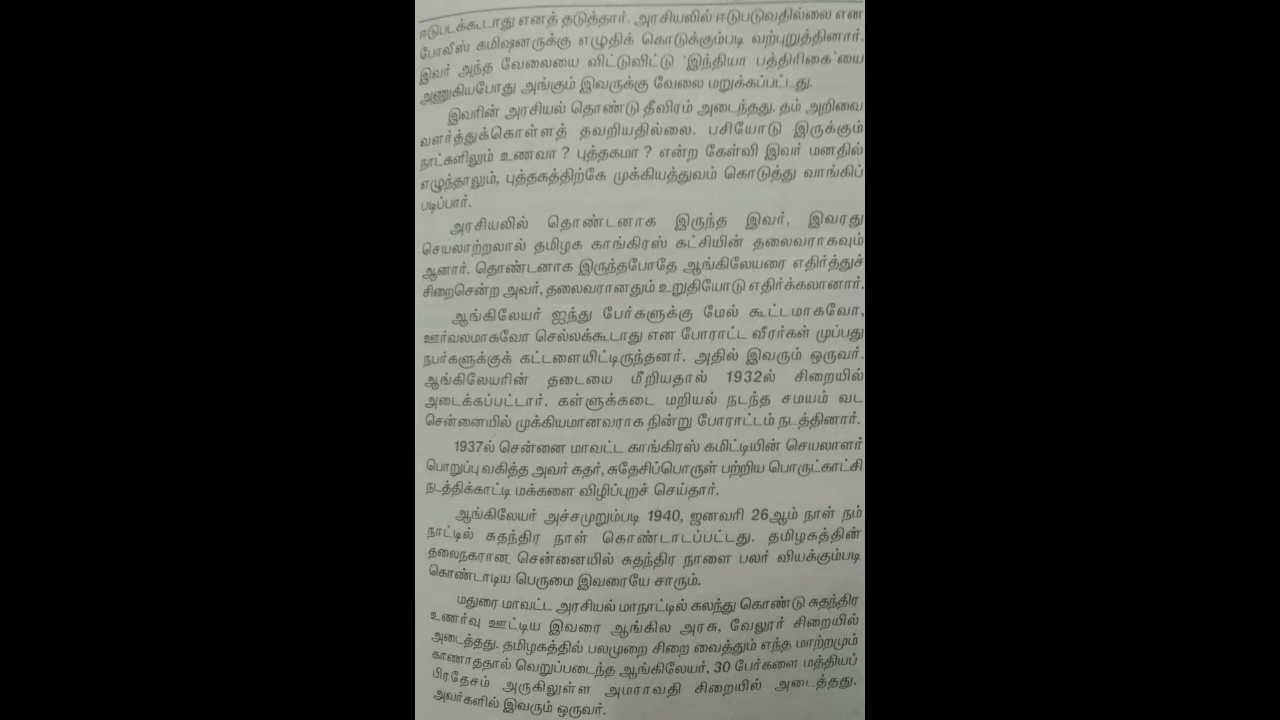 ஈடுபடக்கூடாது எனத் தடுத்தார். அரசியலில் ஈடுபடுவதில்லை என
போலீஸ் கமிஷனருக்கு எழுதிக் கொடுக்கும்படி வற்புறுத்தினார்.
இவர் அந்த வேலையை விட்டுவிட்டு 'இந்தியா பத்திரிகை'யை
அணுகியபோது அங்கும் இவருக்கு வேலை மறுக்கப்பட்டது.
இவரின் அரசியல் தொண்டு தீவிரம் அடைந்தது. தம் அறிவை
வளர்த்துக்கொள்ளத் தவறியதில்லை. பசியோடு இருக்கும்
நாட்களிலும் உணவா ? புத்தகமா ? என்ற கேள்வி இவர் மனதில்
எழுந்தாலும், புத்தகத்திற்கே முக்கியத்துவம் கொடுத்து வாங்கிப்
படிப்பார்.
அரசியலில் தொண்டனாக இருந்த இவர், இவரது
செயலாற்றலால் தமிழக காங்கிரஸ் கட்சியின் தலைவராகவும்
ஆனார். தொண்டனாக இருந்தபோதே ஆங்கிலேயரை எதிர்த்துச்
சிறைசென்ற அவர், தலைவரானதும் உறுதியோடு எதிர்க்கலானார்.
ஆங்கிலேயர் ஐந்து பேர்களுக்கு மேல் கூட்டமாகவோ,
ஊர்வலமாகவோ செல்லக்கூடாது என போராட்ட வீரர்கள் முப்பது
நபர்களுக்குக் கட்டளையிட்டிருந்தனர். அதில் இவரும் ஒருவர்.
ஆங்கிலேயரின் தடையை மீறியதால் 1932ல் சிறையில்
அடைக்கப்பட்டார். கள்ளுக்கடை மறியல் நடந்த சமயம் வட
சென்னையில் முக்கியமானவராக நின்று போராட்டம் நடத்தினார்.
1937ல் சென்னை மாவட்ட காங்கிரஸ் கமிட்டியின் செயலாளர்
பொறுப்பு வகித்த அவர் கதர், சுதேசிப்பொருள் பற்றிய பொருட்காட்சி
நடத்திக்காட்டி மக்களை விழிப்புறச் செய்தார்.
ஆங்கிலேயர் அச்சமுறும்படி 1940, ஜனவரி 26ஆம் நாள் நம்
நாட்டில் சுதந்திர நாள் கொண்டாடப்பட்டது. தமிழகத்தின்
தலைநகரான சென்னையில் சுதந்திர நாளை பலர் வியக்கும்படி
கொண்டாடிய பெருமை இவரையே சாரும்.
மதுரை மாவட்ட அரசியல் மாநாட்டில் கலந்து கொண்டு சுதந்திர
உணர்வு ஊட்டிய இவரை ஆங்கில அரசு, வேலூர் சிறையில்
அடைத்தது. தமிழகத்தில் பலமுறை சிறை வைத்தும் எந்த மாற்றமும்
காணாததால் வெறுப்படைந்த ஆங்கிலேயர், 30 பேர்களை மத்தியப்
பிரதேசம் அருகிலுள்ள அமராவதி சிறையில் அடைத்தது.
அவர்களில் இவரும் ஒருவர்.